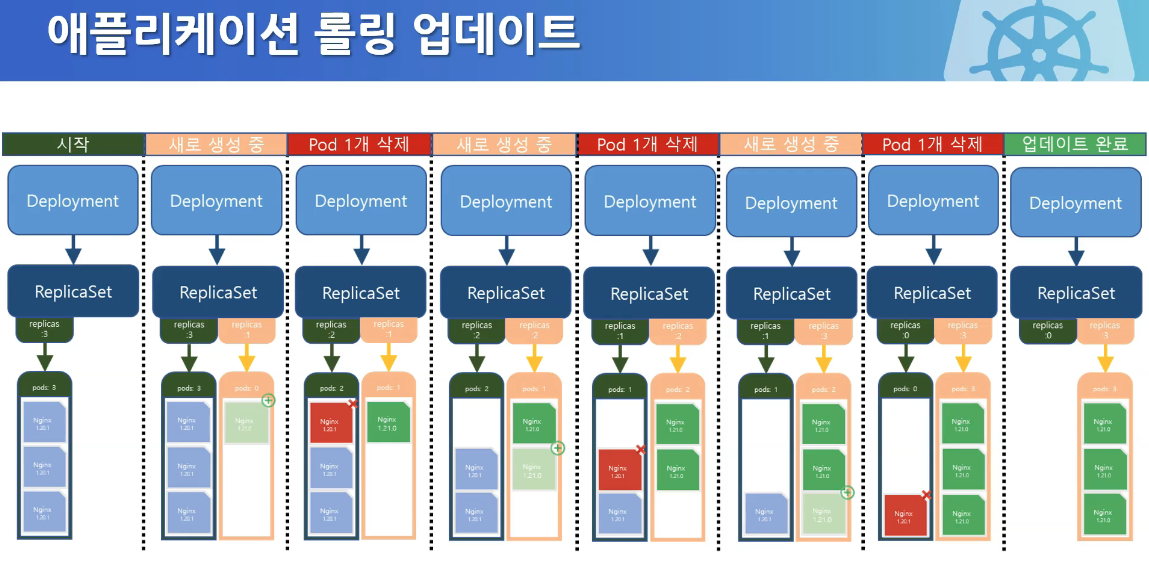 애플리케이션 롤링 업데이트
시작
새로 생성 중
Pod 1개 삭제
새로 생성 중
Pod 1개 삭제
새로 생성 중
Pod 1개 삭제
업데이트 완료
Deployment
Deployment
Deployment
Deployment
Deployment
Deployment
Deployment
Deployment
ReplicaSet
ReplicaSet
ReplicaSet
ReplicaSet
ReplicaSet
ReplicaSet
ReplicaSet
ReplicaSet
replicas
:3
replicas
:3
replicas
:1
replicas
:2
replicas
:1
replicas
:2
replicas
:2
replicas
:1
replicas
:2
replicas
:1
replicas
:3
replicas
:0
replicas
:3
replicas
:0
replicas
:3
pods: 3
pods: 3
pods: 0
pods: 2
pods: 1
pods: 2
pods: 1
pods: 1
pods: 2
pods: 1
pods: 2
pods: 0
pods: 3
pods: 3
Nginx
1.20.1
Nginx
1.20.1
Nginx
1.20.1
Nginx
1.20.1
Nginx
1.20.1
Nginx
1.20.1
Nginx
1.21.0
Nginx
1.20.1
Nginx
1.20.1
Nginx
1.20.1
Nginx
1.21.0
Nginx
1.20.1
Nginx
1.20.1
Nginx
1.21.0
Nginx
1.21.0
Nginx
1.20.1
Nginx
1.20.1
Nginx
1.21.0
Nginx
1.21.0
Nginx
1.20.1
Nginx
1.21.0
Nginx
1.21.0
Nginx
1.21.0
Nginx
1.20.1
Nginx
1.21.0
Nginx
1.21.0
Nginx
1.21.0
Nginx
1.21.0
Nginx
1.21.0
Nginx
1.21.0